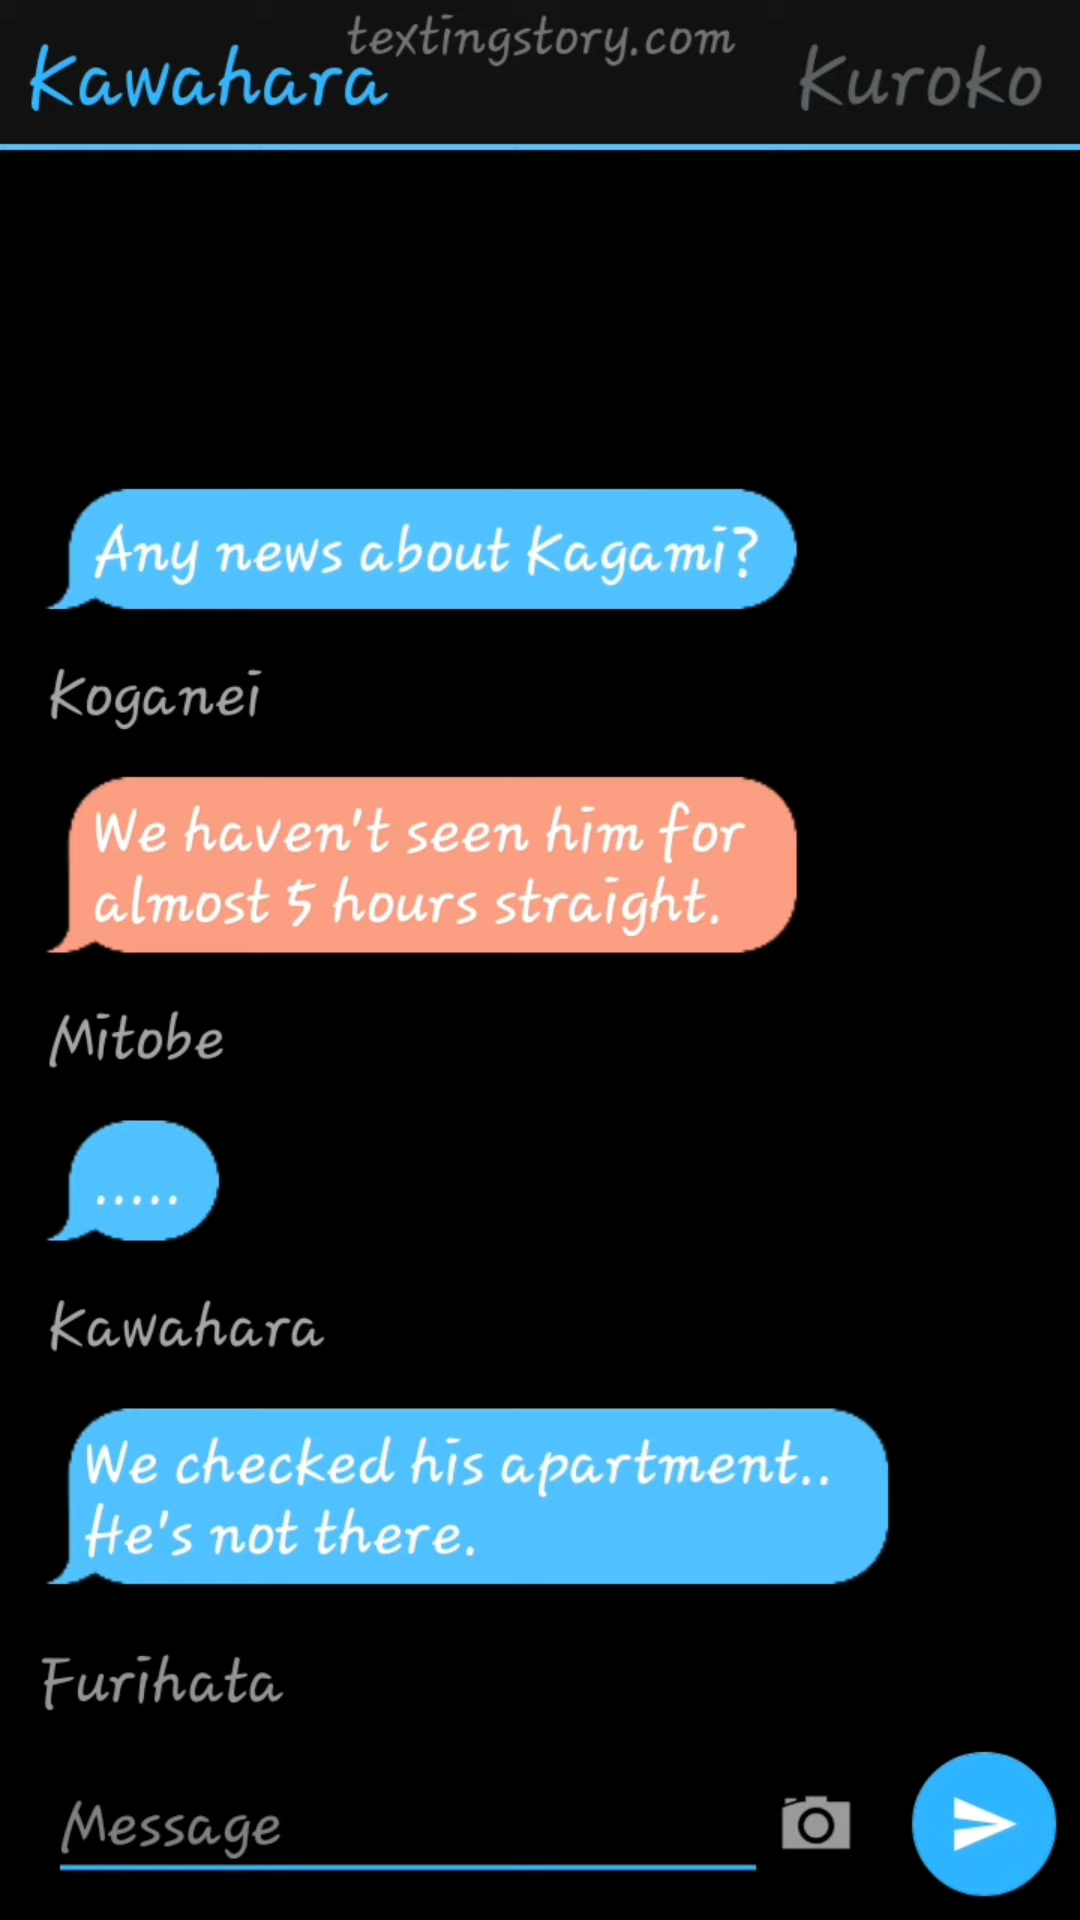 textingstory.com
Kawahara
Kuroko
Any news about Kagami?
Koganei
We haven't seen him for
almost 5 hours straight.
Mitobe
.....
Kawahara
We checked his apartment..
He's not there.
Furihata
Message